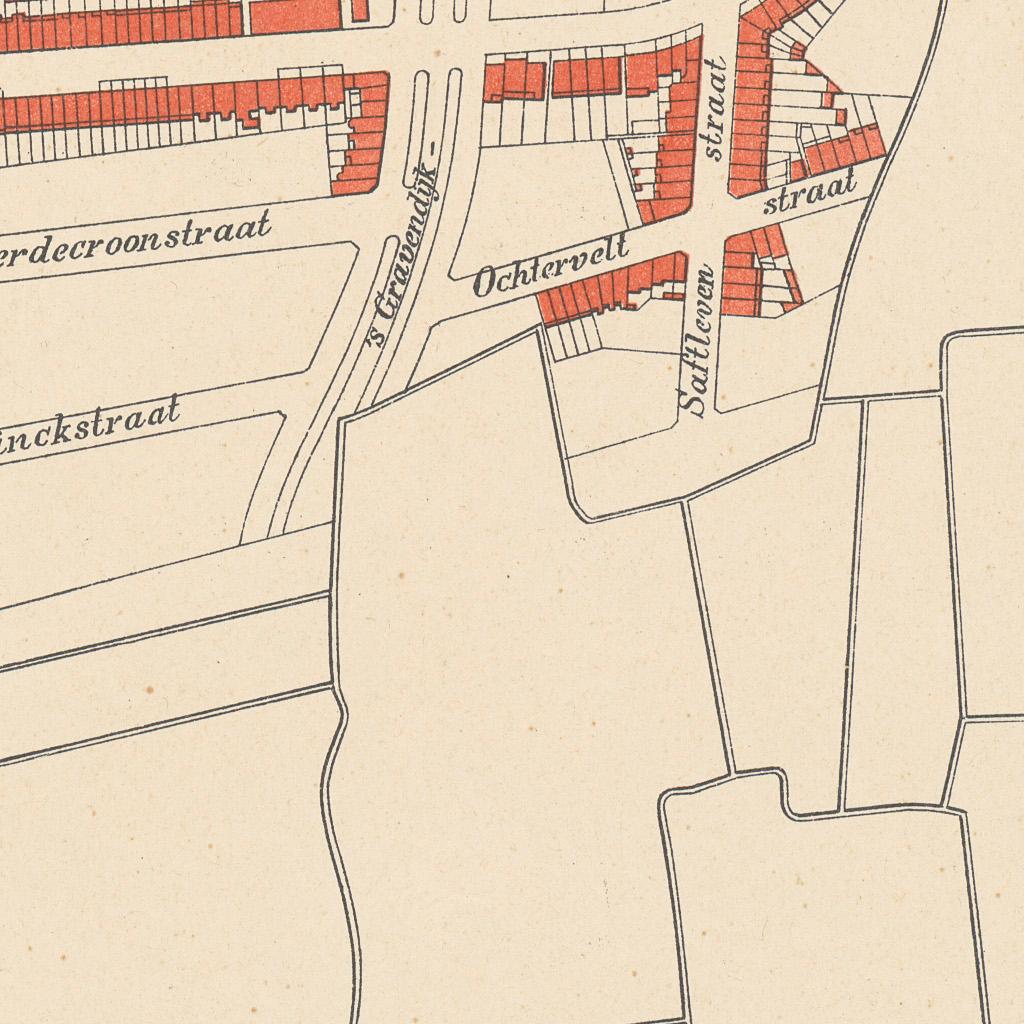 straat
's Gravendijk -
straat
erdecroonstraat
Ochtervelt
Saftleven
inckstraat